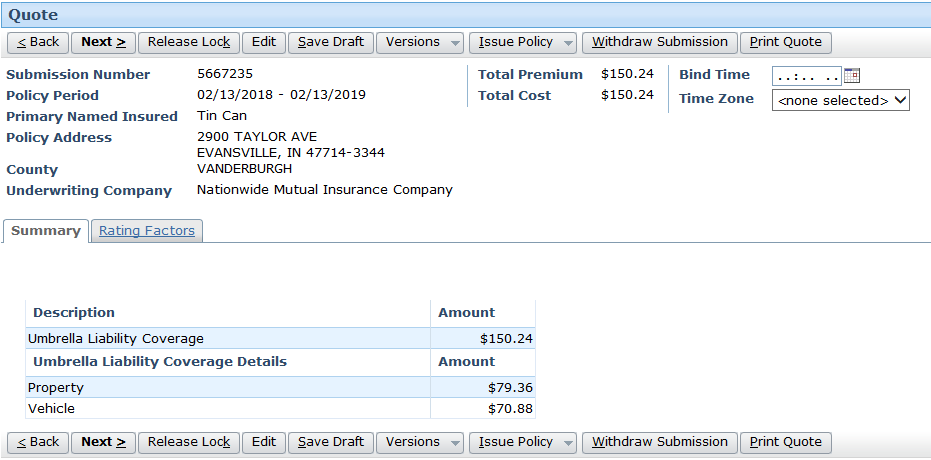 Quote
< Back Next > Release Lock Edit Save Draft Versions Issue Policy Withdraw Submission Print Quote
Submission Number 5667235 Total Premium $150.24 Bind Time ..:.. ..
Policy Period 02/13/2018 - 02/13/2019 Total Cost $150.24 Time Zone <none selected>
Primary Named Insured Tin Can
Policy Address 2900 TAYLOR AVE
EVANSVILLE, IN 47714-3344
County VANDERBURGH
Underwriting Company Nationwide Mutual Insurance Company
Summary Rating Factors
Description Amount
Umbrella Liability Coverage $150.24
Umbrella Liability Coverage Details Amount
Property $79.36
Vehicle $70.88
< Back Next > Release Lock Edit Save Draft Versions Issue Policy Withdraw Submission Print Quote